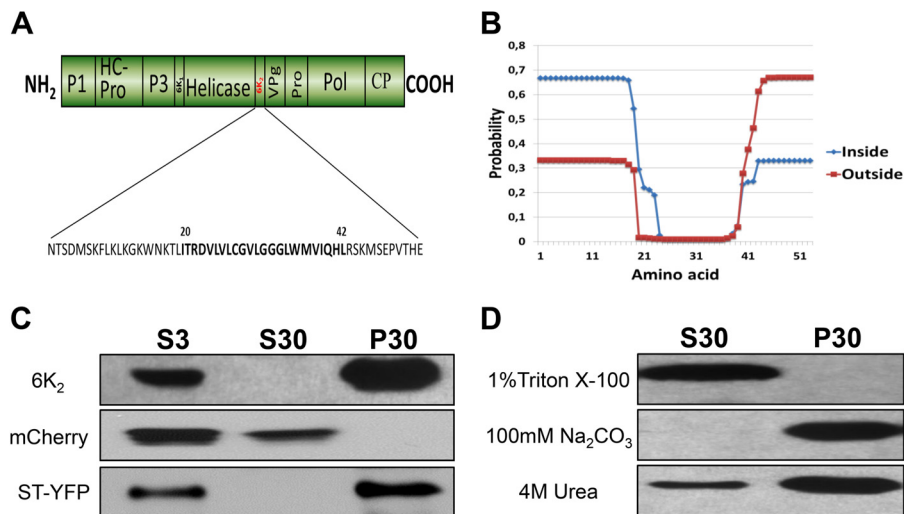 A
NH2 P1 HC-Pro P3 6K1 Helicase 6K2 VPg Pro Pol CP COOH
20 42
NTSDMSKFLKLKGKWNKTLITRDVLVLCGVLGGGLWMVIQHLRSKMSEPVTHE
B
0,8
0,7
0,6
0,5
0,4
0,3
0,2
0,1
0
Probability
1 11 21 31 41 51
Amino acid
Inside
Outside
C
S3 S30 P30
6K2
mCherry
ST-YFP
D
S30 P30
1%Triton X-100
100mM Na2CO3
4M Urea